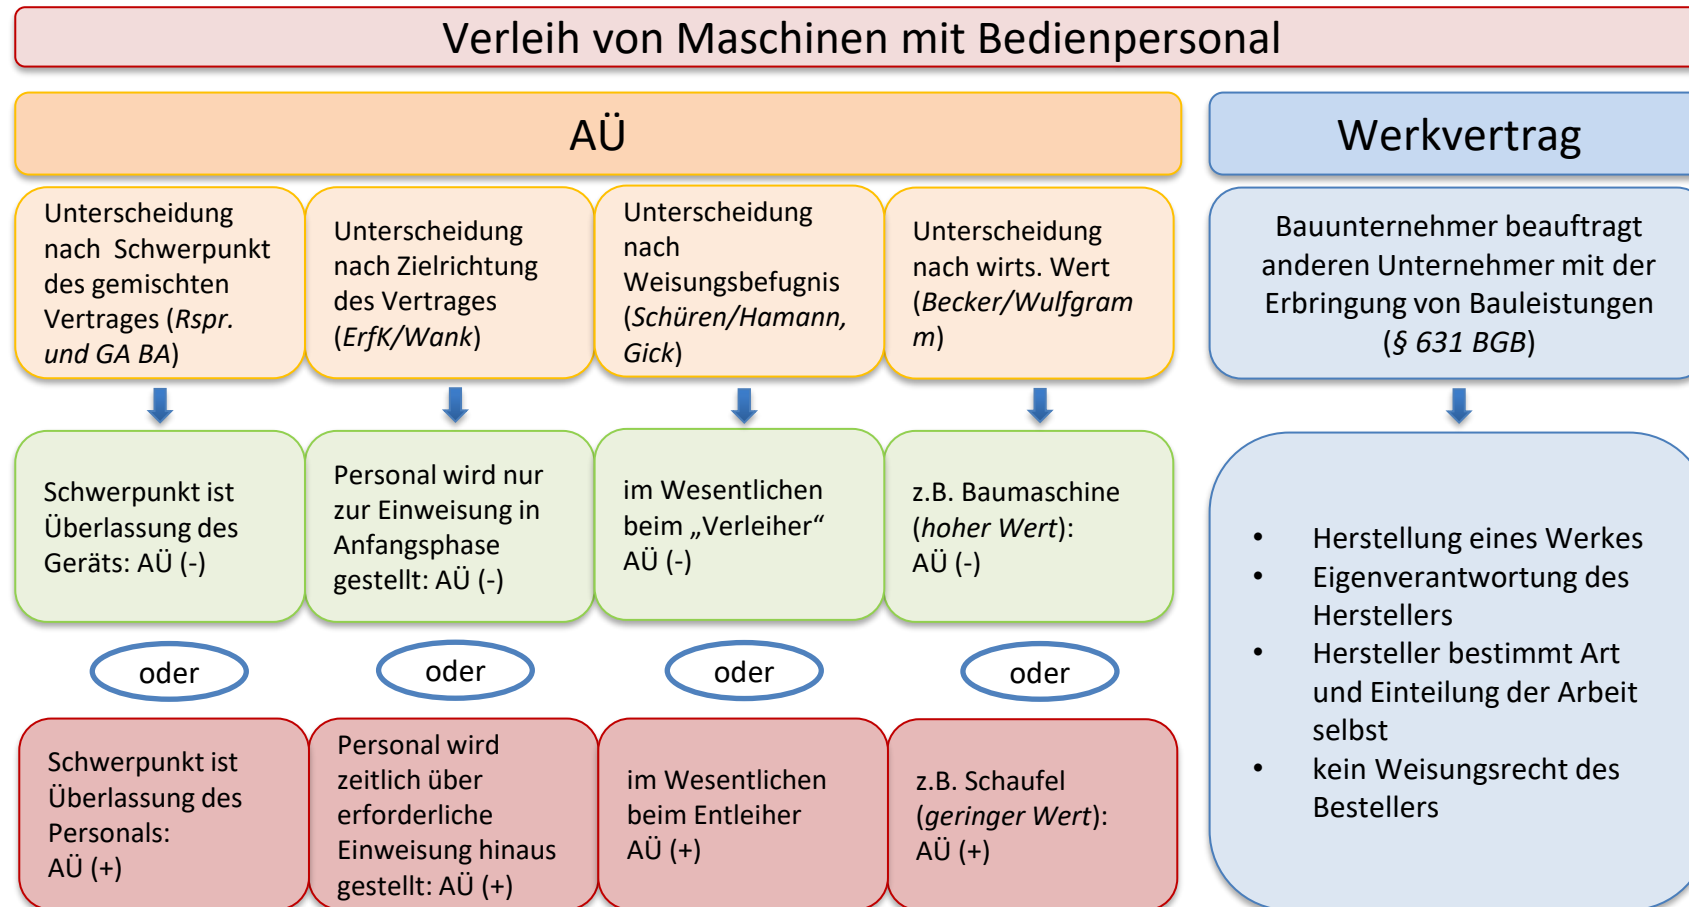 Verleih von Maschinen mit Bedienpersonal
AÜ
Werkvertrag
Unterscheidung
nach Schwerpunkt
des gemischten
Vertrages (Rspr.
und GA BA)
Unterscheidung
nach Zielrichtung
des Vertrages
(ErfK/Wank)
Unterscheidung
nach
Weisungsbefugnis
(Schüren/Hamann,
Gick)
Unterscheidung
nach wirts. Wert
(Becker/Wulfgram
m)
Bauunternehmer beauftragt
anderen Unternehmer mit der
Erbringung von Bauleistungen
(§ 631 BGB)
Schwerpunkt ist
Überlassung des
Geräts: AÜ (-)
Personal wird nur
zur Einweisung in
Anfangsphase
gestellt: AÜ (-)
im Wesentlichen
beim „Verleiher“
AÜ (-)
z.B. Baumaschine
(hoher Wert):
AÜ (-)
oder
oder
oder
oder
Schwerpunkt ist
Überlassung des
Personals:
AÜ (+)
Personal wird
zeitlich über
erforderliche
Einweisung hinaus
gestellt: AÜ (+)
im Wesentlichen
beim Entleiher
AÜ (+)
z.B. Schaufel
(geringer Wert):
AÜ (+)
• Herstellung eines Werkes
• Eigenverantwortung des
Herstellers
• Hersteller bestimmt Art
und Einteilung der Arbeit
selbst
• kein Weisungsrecht des
Bestellers